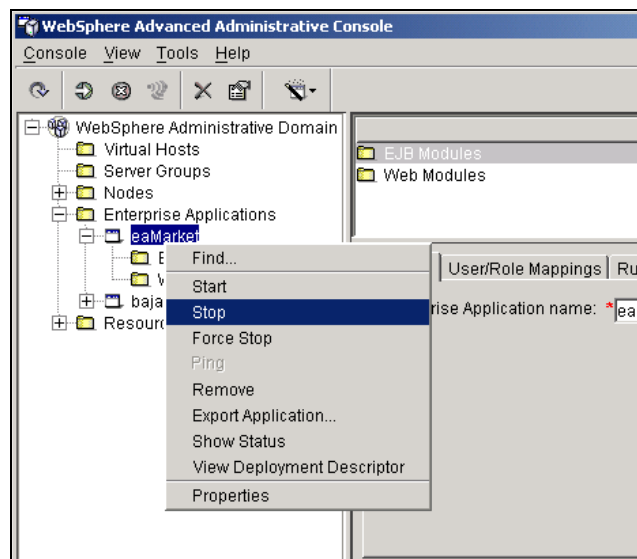 WebSphere Advanced Administrative Console
Console View Tools Help
WebSphere Administrative Domain
Virtual Hosts
Server Groups
Nodes
Enterprise Applications
eaMarket
baja
Find...
Start
Stop
Force Stop
Ping
Remove
Export Application...
Show Status
View Deployment Descriptor
Properties
EJB Modules
Web Modules
User/Role Mappings
Application name: *ea